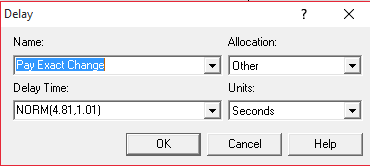 Delay ?
Name: Allocation:
Pay Exact Change Other
Delay Time: Units:
NORM(4.81,1.01) Seconds
OK Cancel Help